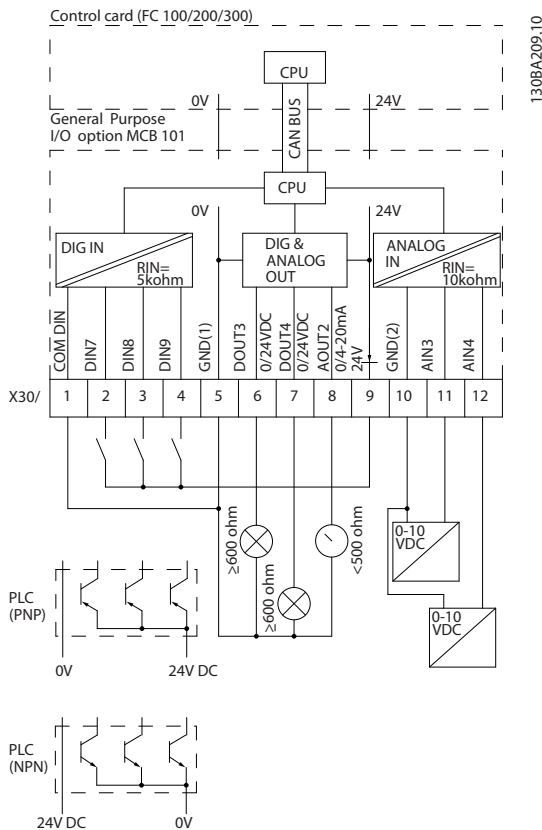 Control card (FC 100/200/300)
130BA209.10
CPU
0V
24V
General Purpose
I/O option MCB 101
CAN BUS
CPU
0V
24V
DIG IN
RIN=
5kohm
DIG &
ANALOG
OUT
ANALOG
IN
RIN=
10kohm
COM DIN
DIN7
DIN8
DIN9
GND(1)
DOUT3
0/24VDC
DOUT4
0/24VDC
AOUT2
0/4-20mA
24V
GND(2)
AIN3
AIN4
X30/
1
2
3
4
5
6
7
8
9
10
11
12
≥600 ohm
≥600 ohm
<500 ohm
0-10
VDC
0-10
VDC
PLC
(PNP)
0V
24V DC
PLC
(NPN)
24V DC
0V